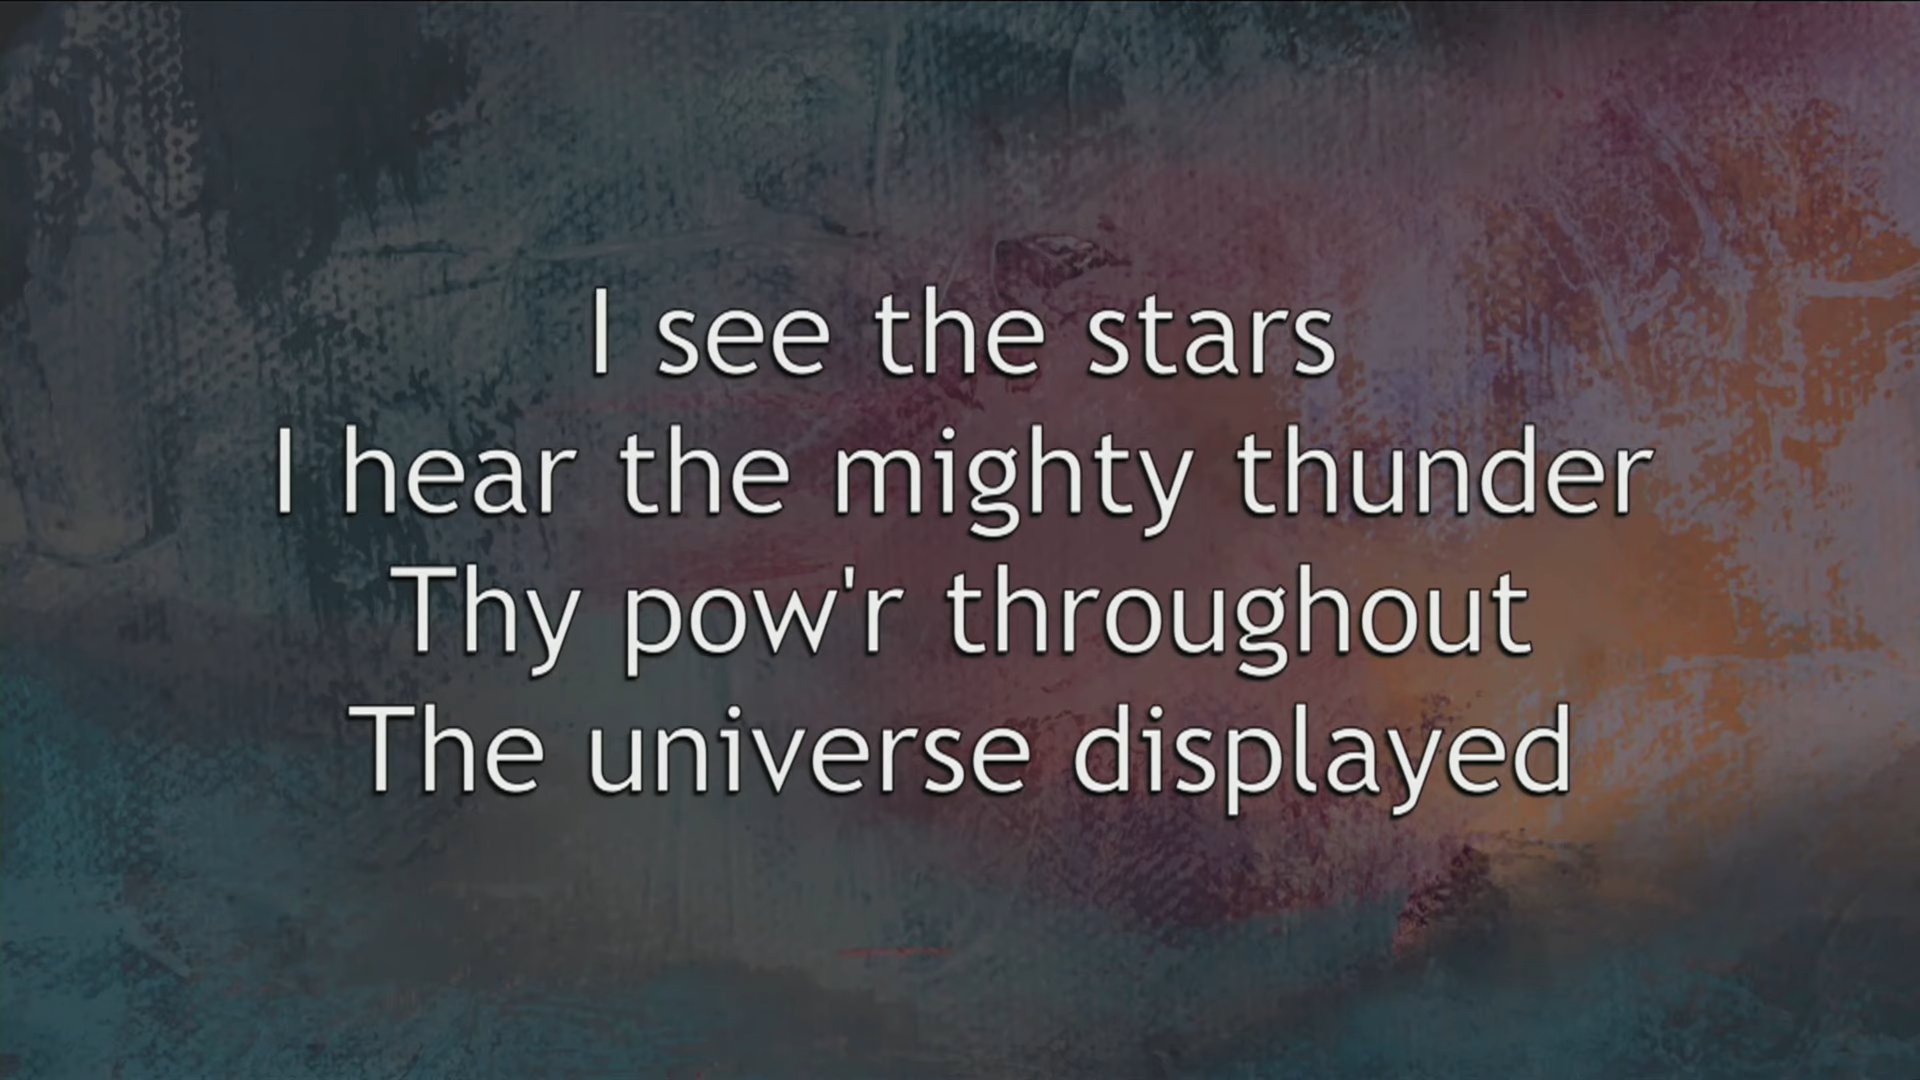 I see the stars
I hear the mighty thunder
Thy pow'r throughout
The universe displayed